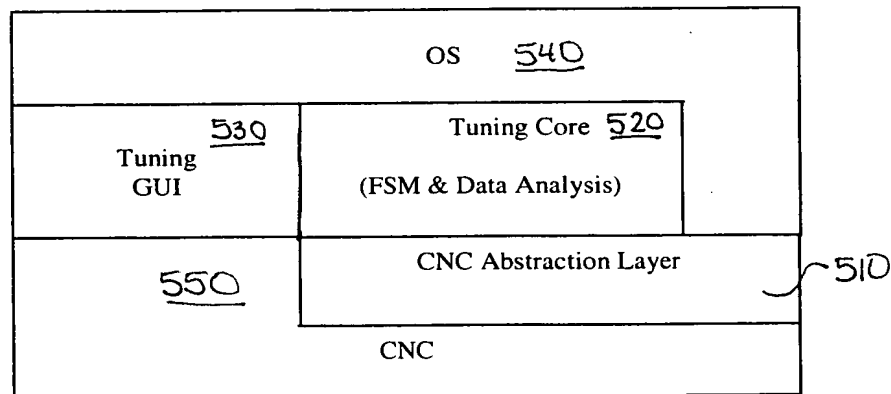 OS 540
530
Tuning
GUI
Tuning Core 520
(FSM & Data Analysis)
CNC Abstraction Layer
510
550
CNC